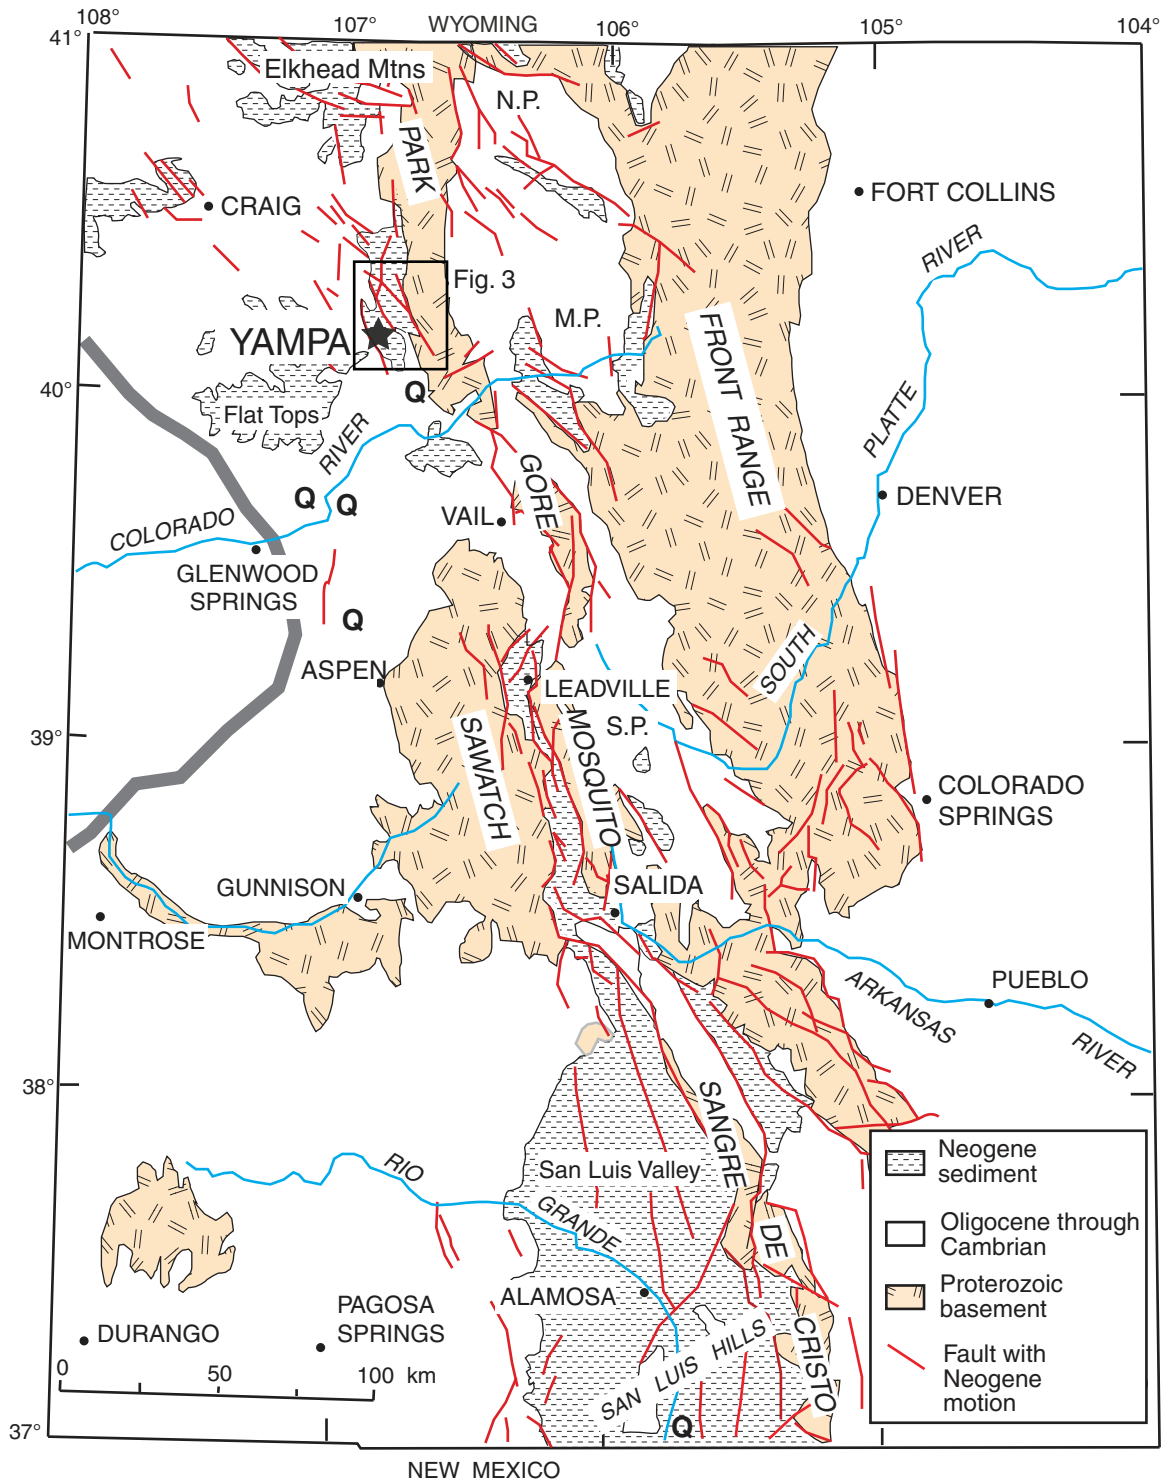 108°
107°
WYOMING
106°
105°
104°
41°
Elkhead Mtns
N.P.
PARK
CRAIG
FORT COLLINS
RIVER
Fig. 3
M.P.
YAMPA
FRONT RANGE
40°
Q
Flat Tops
RIVER
PLATTE
GORE
Q
Q
VAIL
DENVER
COLORADO
GLENWOOD
SPRINGS
Q
SOUTH
ASPEN
LEADVILLE
S.P.
39°
SAWATCH
MOSQUITO
COLORADO
SPRINGS
GUNNISON
SALIDA
MONTROSE
ARKANSAS
PUEBLO
RIVER
38°
SANGRE
RIO
San Luis Valley
GRANDE
DE
ALAMOSA
PAGOSA
SPRINGS
DURANGO
SAN LUIS HILLS
CRISTO
0
50
100 km
Q
37°
NEW MEXICO
Neogene
sediment
Oligocene through
Cambrian
Proterozoic
basement
Fault with
Neogene
motion